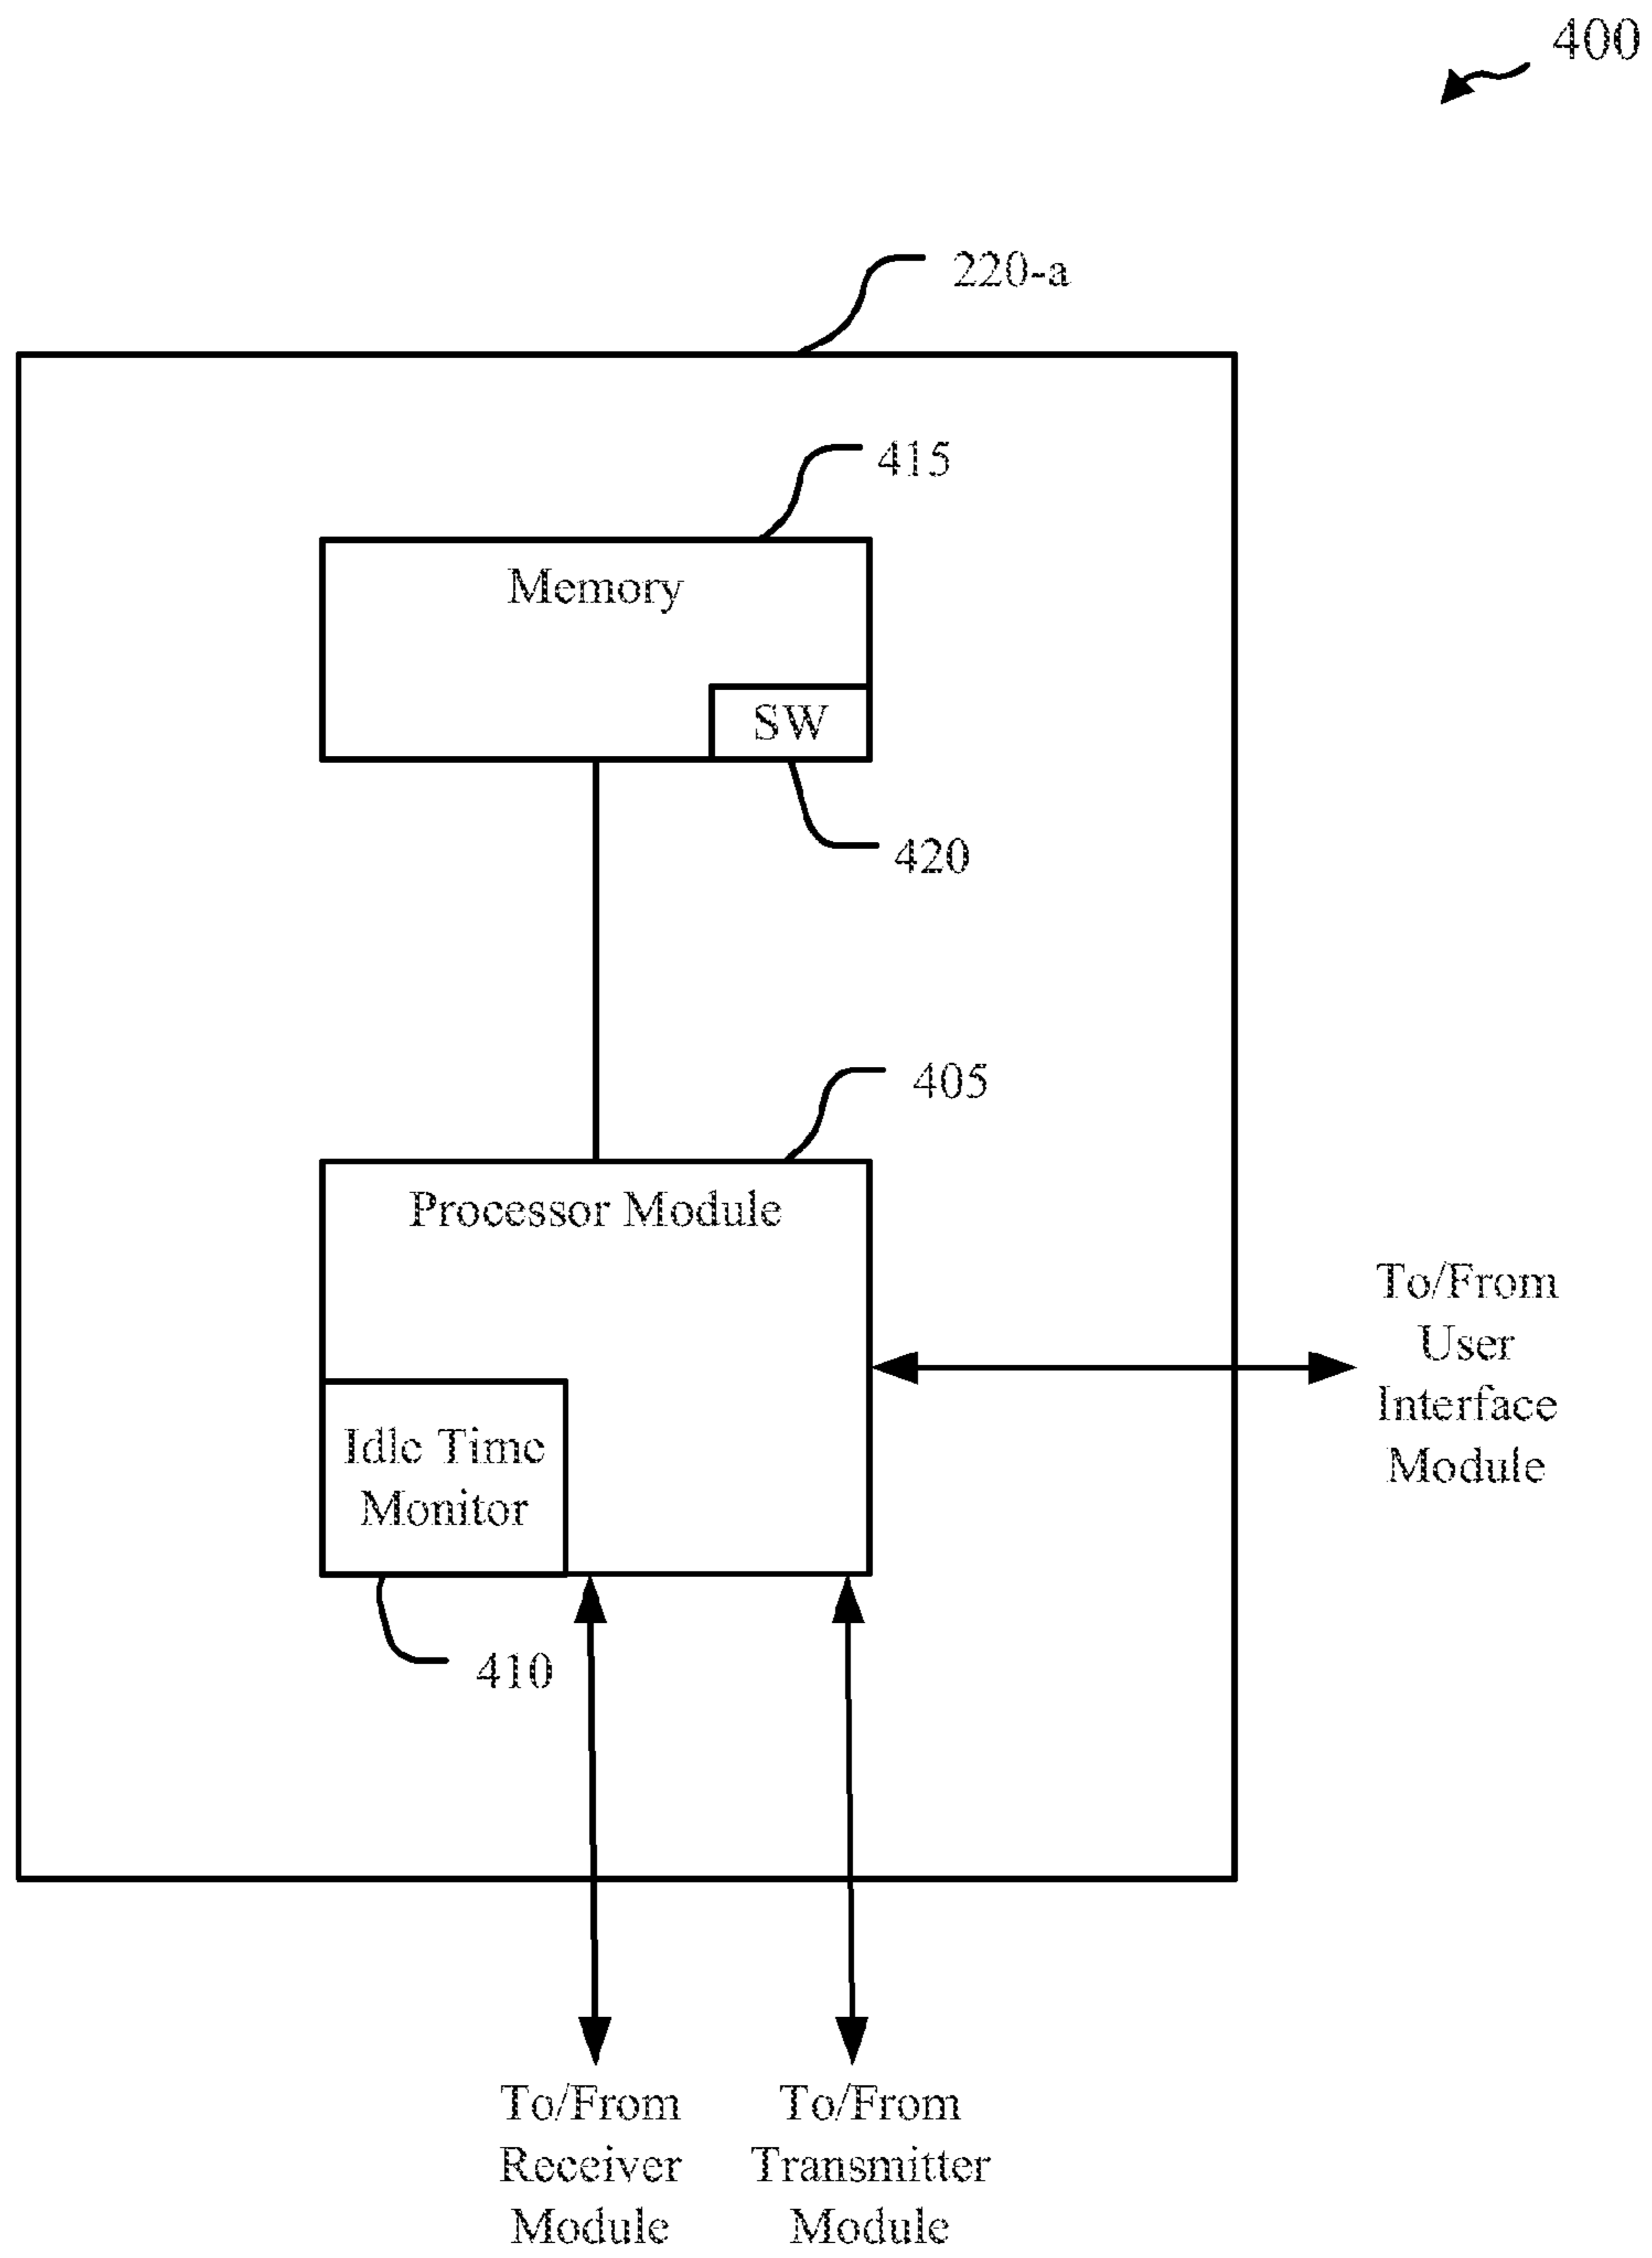 400
220-a
415
Memory
SW
420
405
Processor Module
To/From
User
Interface
Module
Idle Time
Monitor
410
To/From
Receiver
Module
To/From
Transmitter
Module